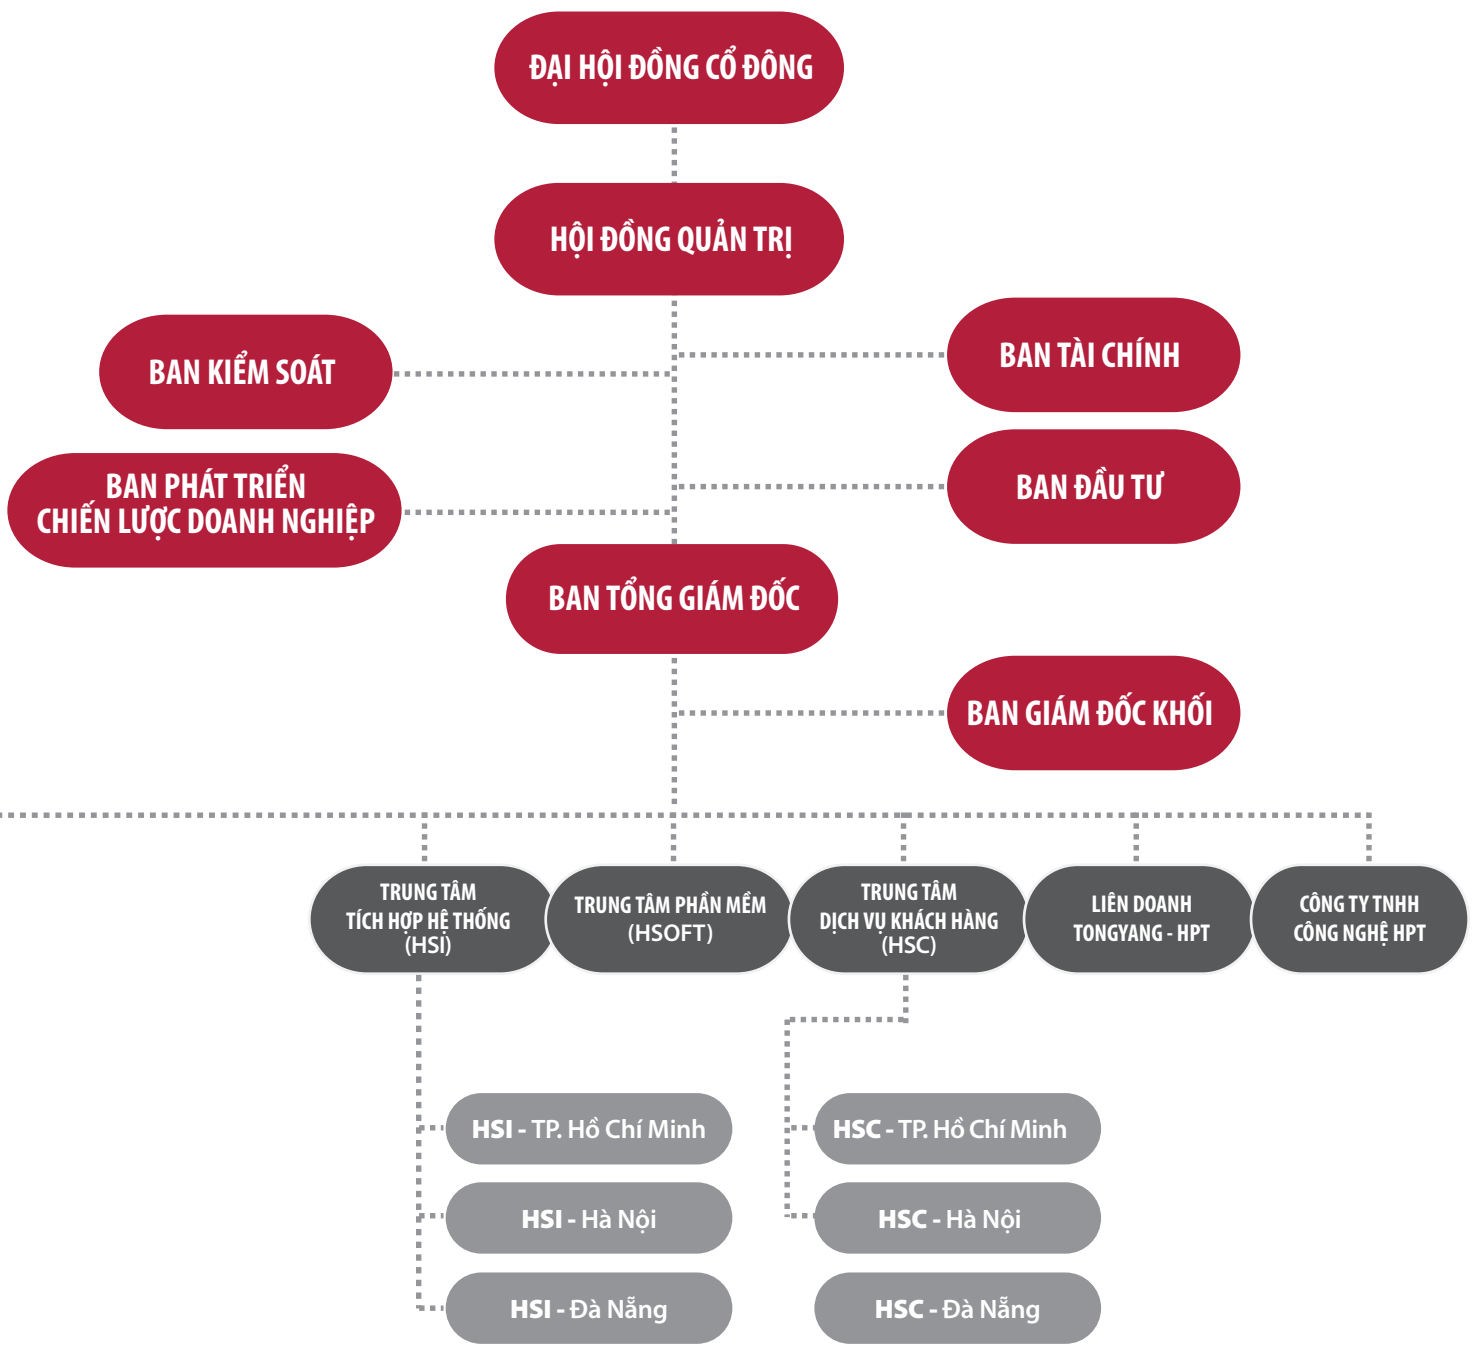 ĐẠI HỘI ĐỒNG CỔ ĐÔNG
HỘI ĐỒNG QUẢN TRỊ
BAN KIỂM SOÁT
BAN TÀI CHÍNH
BAN PHÁT TRIỂN
CHIẾN LƯỢC DOANH NGHIỆP
BAN ĐẦU TƯ
BAN TỔNG GIÁM ĐỐC
BAN GIÁM ĐỐC KHỐI
TRUNG TÂM
TÍCH HỢP HỆ THỐNG
(HSI)
TRUNG TÂM PHẦN MỀM
(HSOFT)
TRUNG TÂM
DỊCH VỤ KHÁCH HÀNG
(HSC)
LIÊN DOANH
TONGYANG - HPT
CÔNG TY TNHH
CÔNG NGHỆ HPT
HSI - TP. Hồ Chí Minh
HSC - TP. Hồ Chí Minh
HSI - Hà Nội
HSC - Hà Nội
HSI - Đà Nẵng
HSC - Đà Nẵng